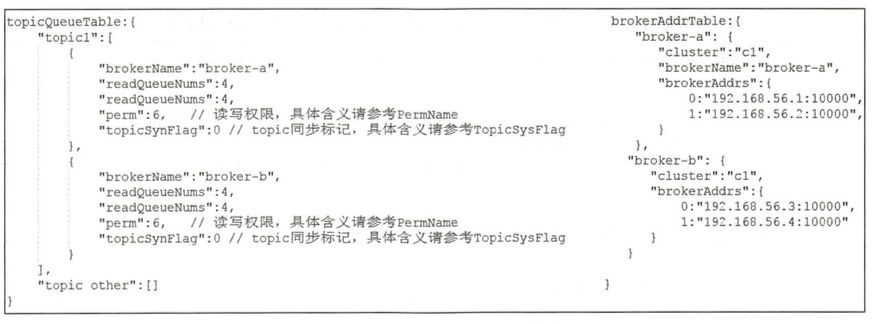 topicQueueTable:{
"topic1":[
{
"brokerName":"broker-a",
"readQueueNums":4,
"readQueueNums":4,
"perm":6, // 读写权限，具体含义请参考PermName
"topicSynFlag":0 // topic同步标记，具体含义请参考TopicSysFlag
},
{
"brokerName":"broker-b",
"readQueueNums":4,
"readQueueNums":4,
"perm":6, // 读写权限，具体含义请参考PermName
"topicSynFlag":0 // topic同步标记，具体含义请参考TopicSysFlag
}
],
"topic other":[]
}
brokerAddrTable:{
"broker-a": {
"cluster":"c1",
"brokerName":"broker-a",
"brokerAddrs":{
0:"192.168.56.1:10000",
1:"192.168.56.2:10000",
}
},
"broker-b": {
"cluster":"c1",
"brokerAddrs":{
0:"192.168.56.3:10000",
1:"192.168.56.4:10000"
}
}
}